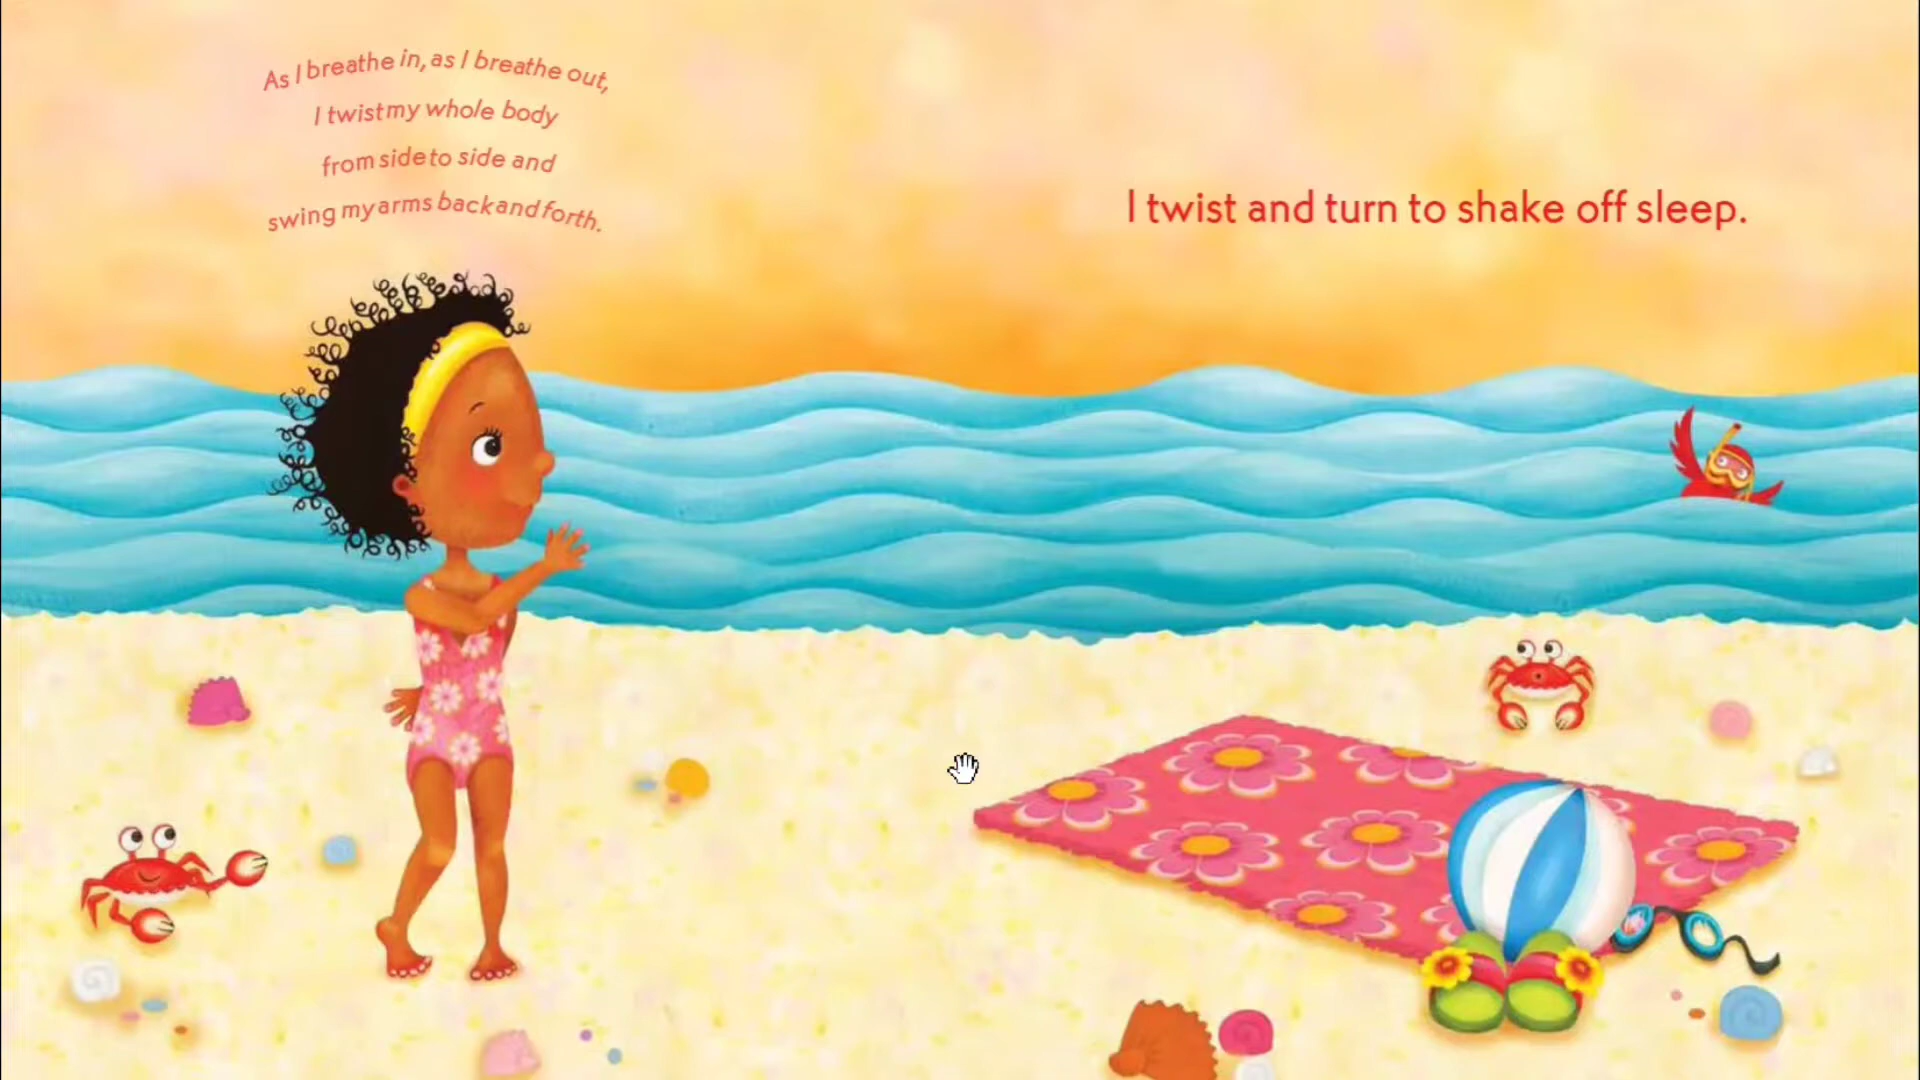 As I breathe in, as I breathe out,
I twist my whole body
from side to side and
swing my arms back and forth.
I twist and turn to shake off sleep.